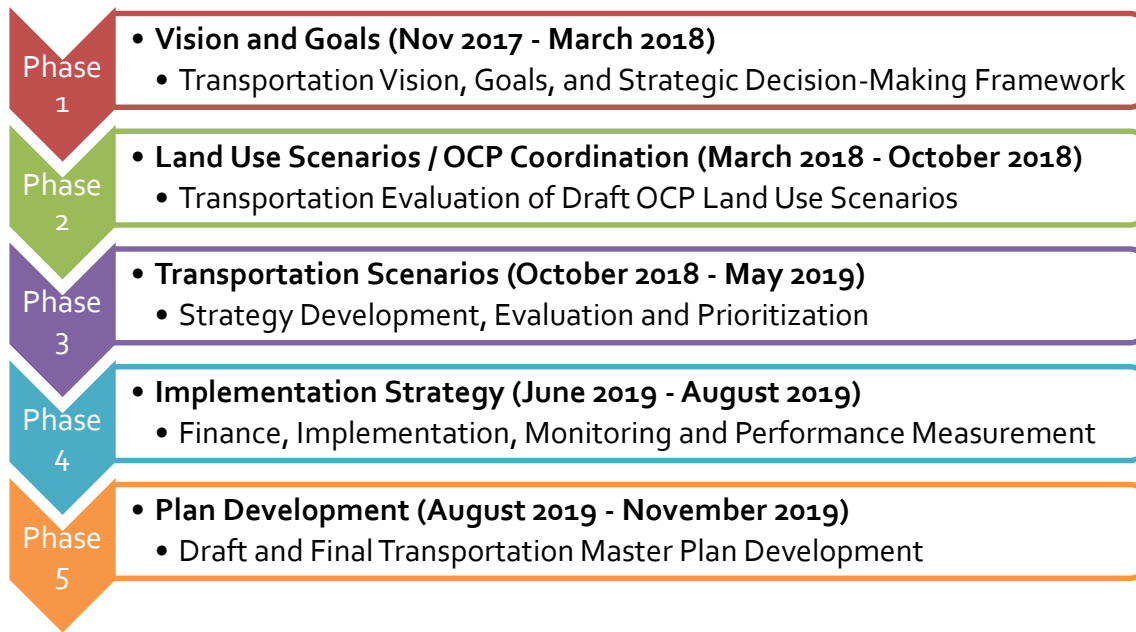 Phase
1
• Vision and Goals (Nov 2017 - March 2018)
• Transportation Vision, Goals, and Strategic Decision-Making Framework
Phase
2
• Land Use Scenarios / OCP Coordination (March 2018 - October 2018)
• Transportation Evaluation of Draft OCP Land Use Scenarios
Phase
3
• Transportation Scenarios (October 2018 - May 2019)
• Strategy Development, Evaluation and Prioritization
Phase
4
• Implementation Strategy (June 2019 - August 2019)
• Finance, Implementation, Monitoring and Performance Measurement
Phase
5
• Plan Development (August 2019 - November 2019)
• Draft and Final Transportation Master Plan Development